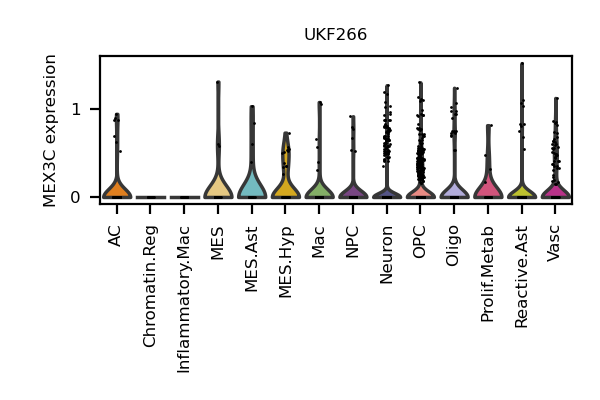 UKF266
MEX3C expression
1
0
AC
Chromatin.Reg
Inflammatory.Mac
MES
MES.Ast
MES.Hyp
Mac
NPC
Neuron
OPC
Oligo
Prolif.Metab
Reactive.Ast
Vasc